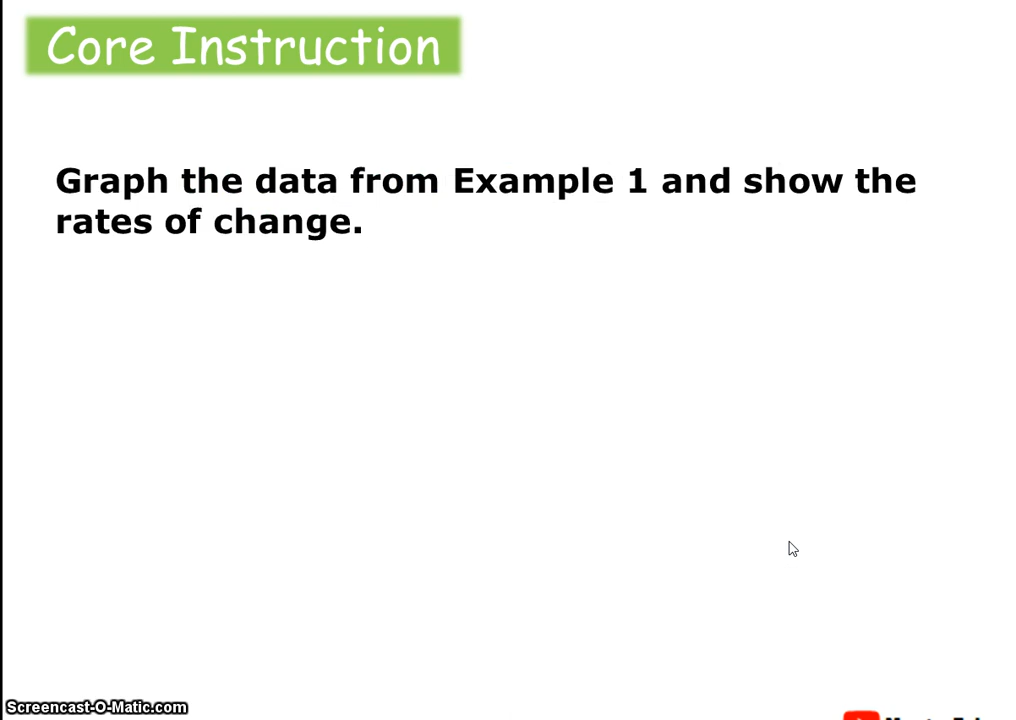 Core Instruction
Graph the data from Example 1 and show the
rates of change.
Screencast-O-Matic.com